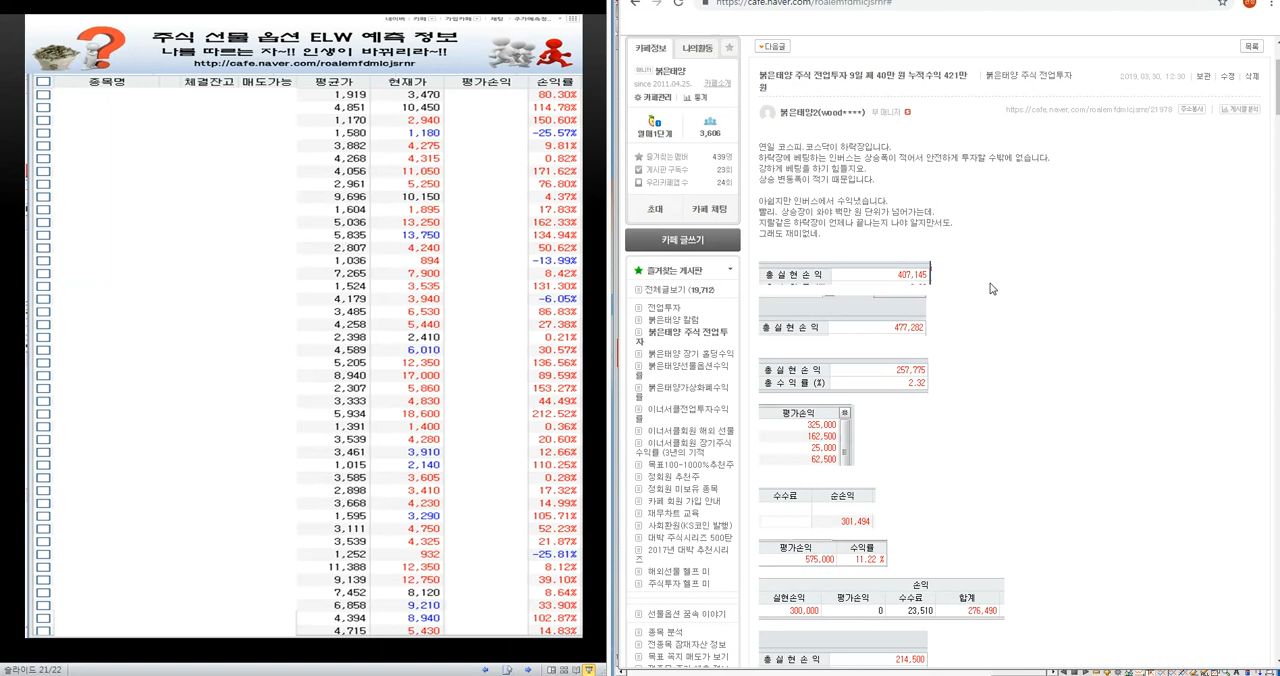 네이버 카페 가입카페 채팅
주식 선물 옵션 ELW 예측 정보
나를 따르는 자~!! 인생이 바뀌리라~!!
http://cafe.naver.com/roalemfdmlcjsrnr
종목명 체결잔고 매도가능 평균가 현재가 평가손익 손익률
1,919 3,470 80.30%
4,851 10,450 114.78%
1,170 2,940 150.60%
1,580 1,180 -25.57%
3,882 4,275 9.81%
4,268 4,315 0.82%
4,056 11,050 171.62%
2,961 5,250 76.80%
9,696 10,150 4.37%
1,604 1,895 17.83%
5,036 13,250 162.33%
5,835 13,750 134.94%
2,807 4,240 50.62%
1,036 894 -13.99%
7,265 7,900 8.42%
1,524 3,535 131.30%
4,179 3,940 -6.05%
3,485 6,530 86.83%
4,258 5,440 27.38%
2,398 2,410 0.21%
4,589 6,010 30.57%
5,205 12,350 136.56%
8,940 17,000 89.59%
2,307 5,860 153.27%
3,333 4,830 44.49%
5,934 18,600 212.52%
1,391 1,400 0.36%
3,539 4,280 20.60%
3,461 3,910 12.66%
1,015 2,140 110.25%
3,585 3,605 0.28%
2,898 3,410 17.32%
3,668 4,230 14.99%
1,595 3,290 105.71%
3,111 4,750 52.23%
3,539 4,325 21.87%
1,252 932 -25.81%
11,388 12,350 8.12%
9,139 12,750 39.10%
7,452 8,120 8.64%
6,858 9,210 33.90%
4,394 8,940 102.87%
4,715 5,430 14.83%
슬라이드 21/22
https://cafe.naver.com/roalemfdmlcjsrnr#
카페정보 나의활동
매니저 붉은태양
since 2011.04.25. 카페소개
카페관리 통계
열매1단계 3,606
즐겨찾는 멤버 439명
게시판 구독수 23회
우리카페앱 수 24회
초대 카페 채팅
카페 글쓰기
즐겨찾는 게시판
전체글보기 (19,712)
전업투자
붉은태양 칼럼
붉은태양 주식 전업투
자
붉은태양 장기 홀딩수익
붉은태양선물옵션수익
률
붉은태양가상화폐수익
률
이너서클전업투자수익
률
이너서클회원 해외 선물
이너서클회원 장기주식
수익률 (3년의 기적
목표100-1000%추천주
정회원 추천주
정회원 미보유 종목
카페 회원 가입 안내
재무차트 교육
사회환원(KS코인 발행)
대박 주식시리즈 500탄
2017년 대박 추천시리
즈
해외선물 헬프 미
주식투자 헬프 미
선물옵션 꿈속 이야기
종목 분석
전종목 잠재자산 정보
목표 꼭지 매도가 보기
다음글 목록
붉은태양 주식 전업투자 9일 째 40만 원 누적수익 421만
원
붉은태양 주식 전업투자
2019.03.30. 12:30 보관 수정 삭제
붉은태양2(wood****) 부매니저
https://cafe.naver.com/roalemfdmlcjsrnr/21978 주소복사 게시글 분석
연일 코스피. 코스닥이 하락장입니다.
하락장에 베팅하는 인버스는 상승폭이 적어서 안전하게 투자할 수밖에 없습니다.
강하게 베팅을 하기 힘들지요.
상승 변동폭이 적기 때문입니다.
아쉽지만 인버스에서 수익냈습니다.
빨리. 상승장이 와야 백만 원 단위가 넘어가는데.
지랄같은 하락장이 언제나 끝나는지 나야 알지만서도.
그래도 재미없네.
총 실 현 손 익 407,145
총 실 현 손 익 477,282
총 실 현 손 익 257,775
총 수 익 률 (%) 2.32
평가손익
325,000
162,500
25,000
62,500
수수료 순손익
301,494
평가손익 수익률
575,000 11.22 %
손익
실현손익 평가손익 수수료 합계
300,000 0 23,510 276,490
총 실 현 손 익 214,500